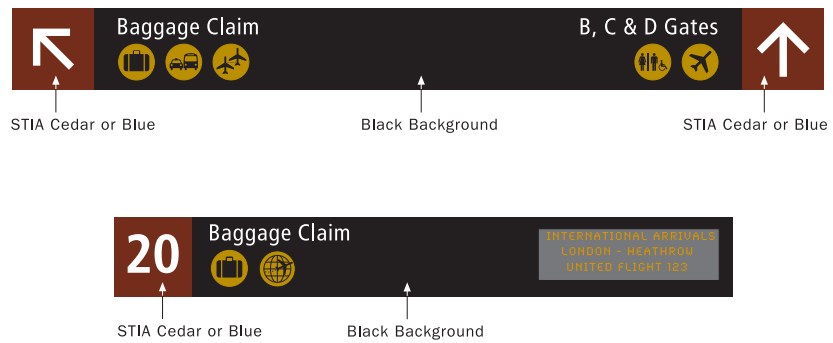 Baggage Claim
B, C & D Gates
STIA Cedar or Blue
Black Background
STIA Cedar or Blue
20
Baggage Claim
INTERNATIONAL ARRIVALS
LONDON - HEATHROW
UNITED FLIGHT 123
STIA Cedar or Blue
Black Background